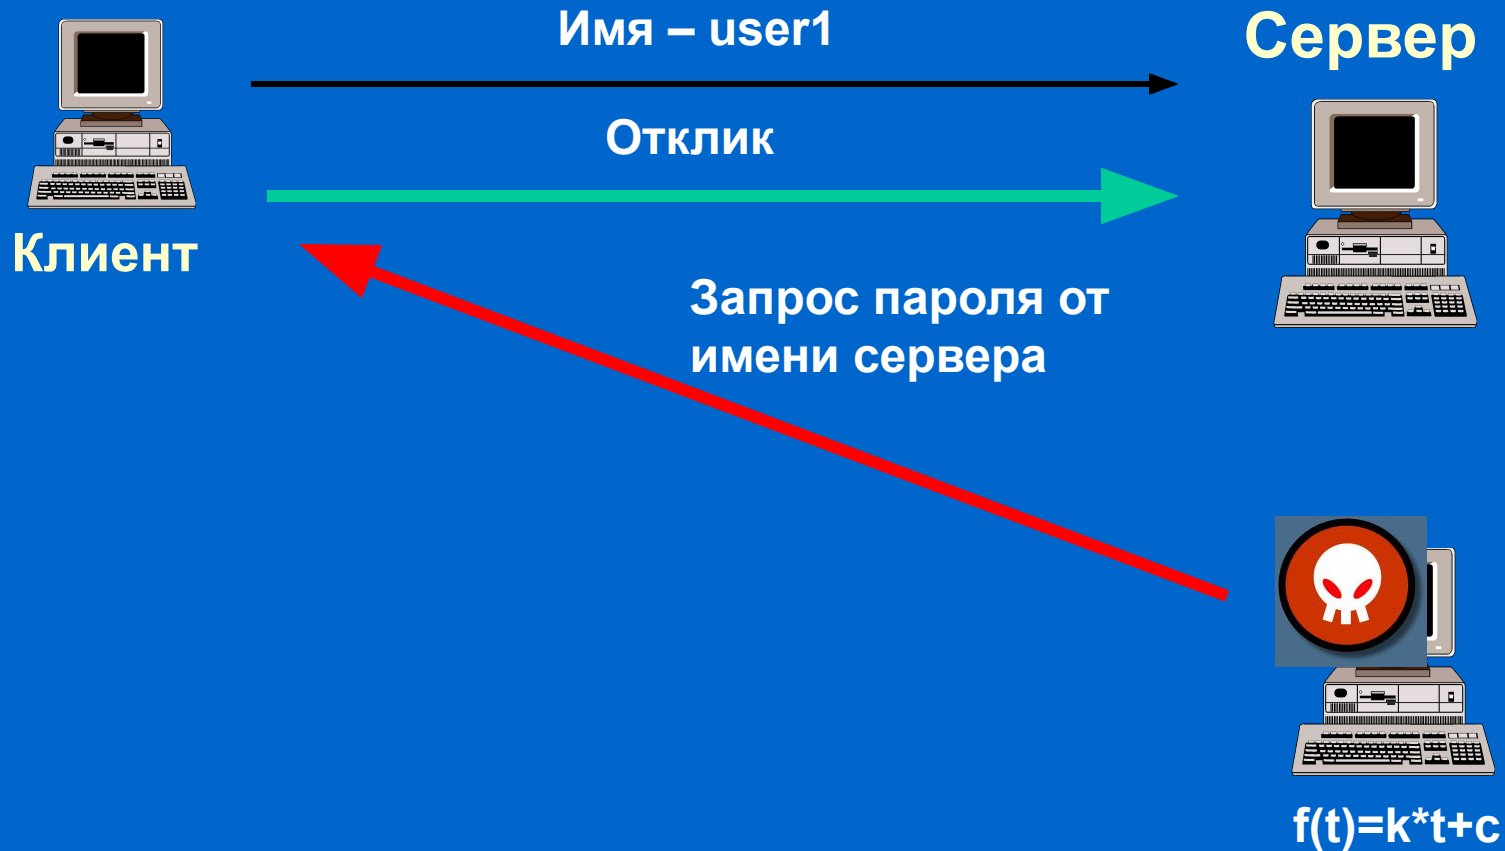 Имя – user1
Сервер
Отклик
Клиент
Запрос пароля от
имени сервера
f(t)=k*t+c